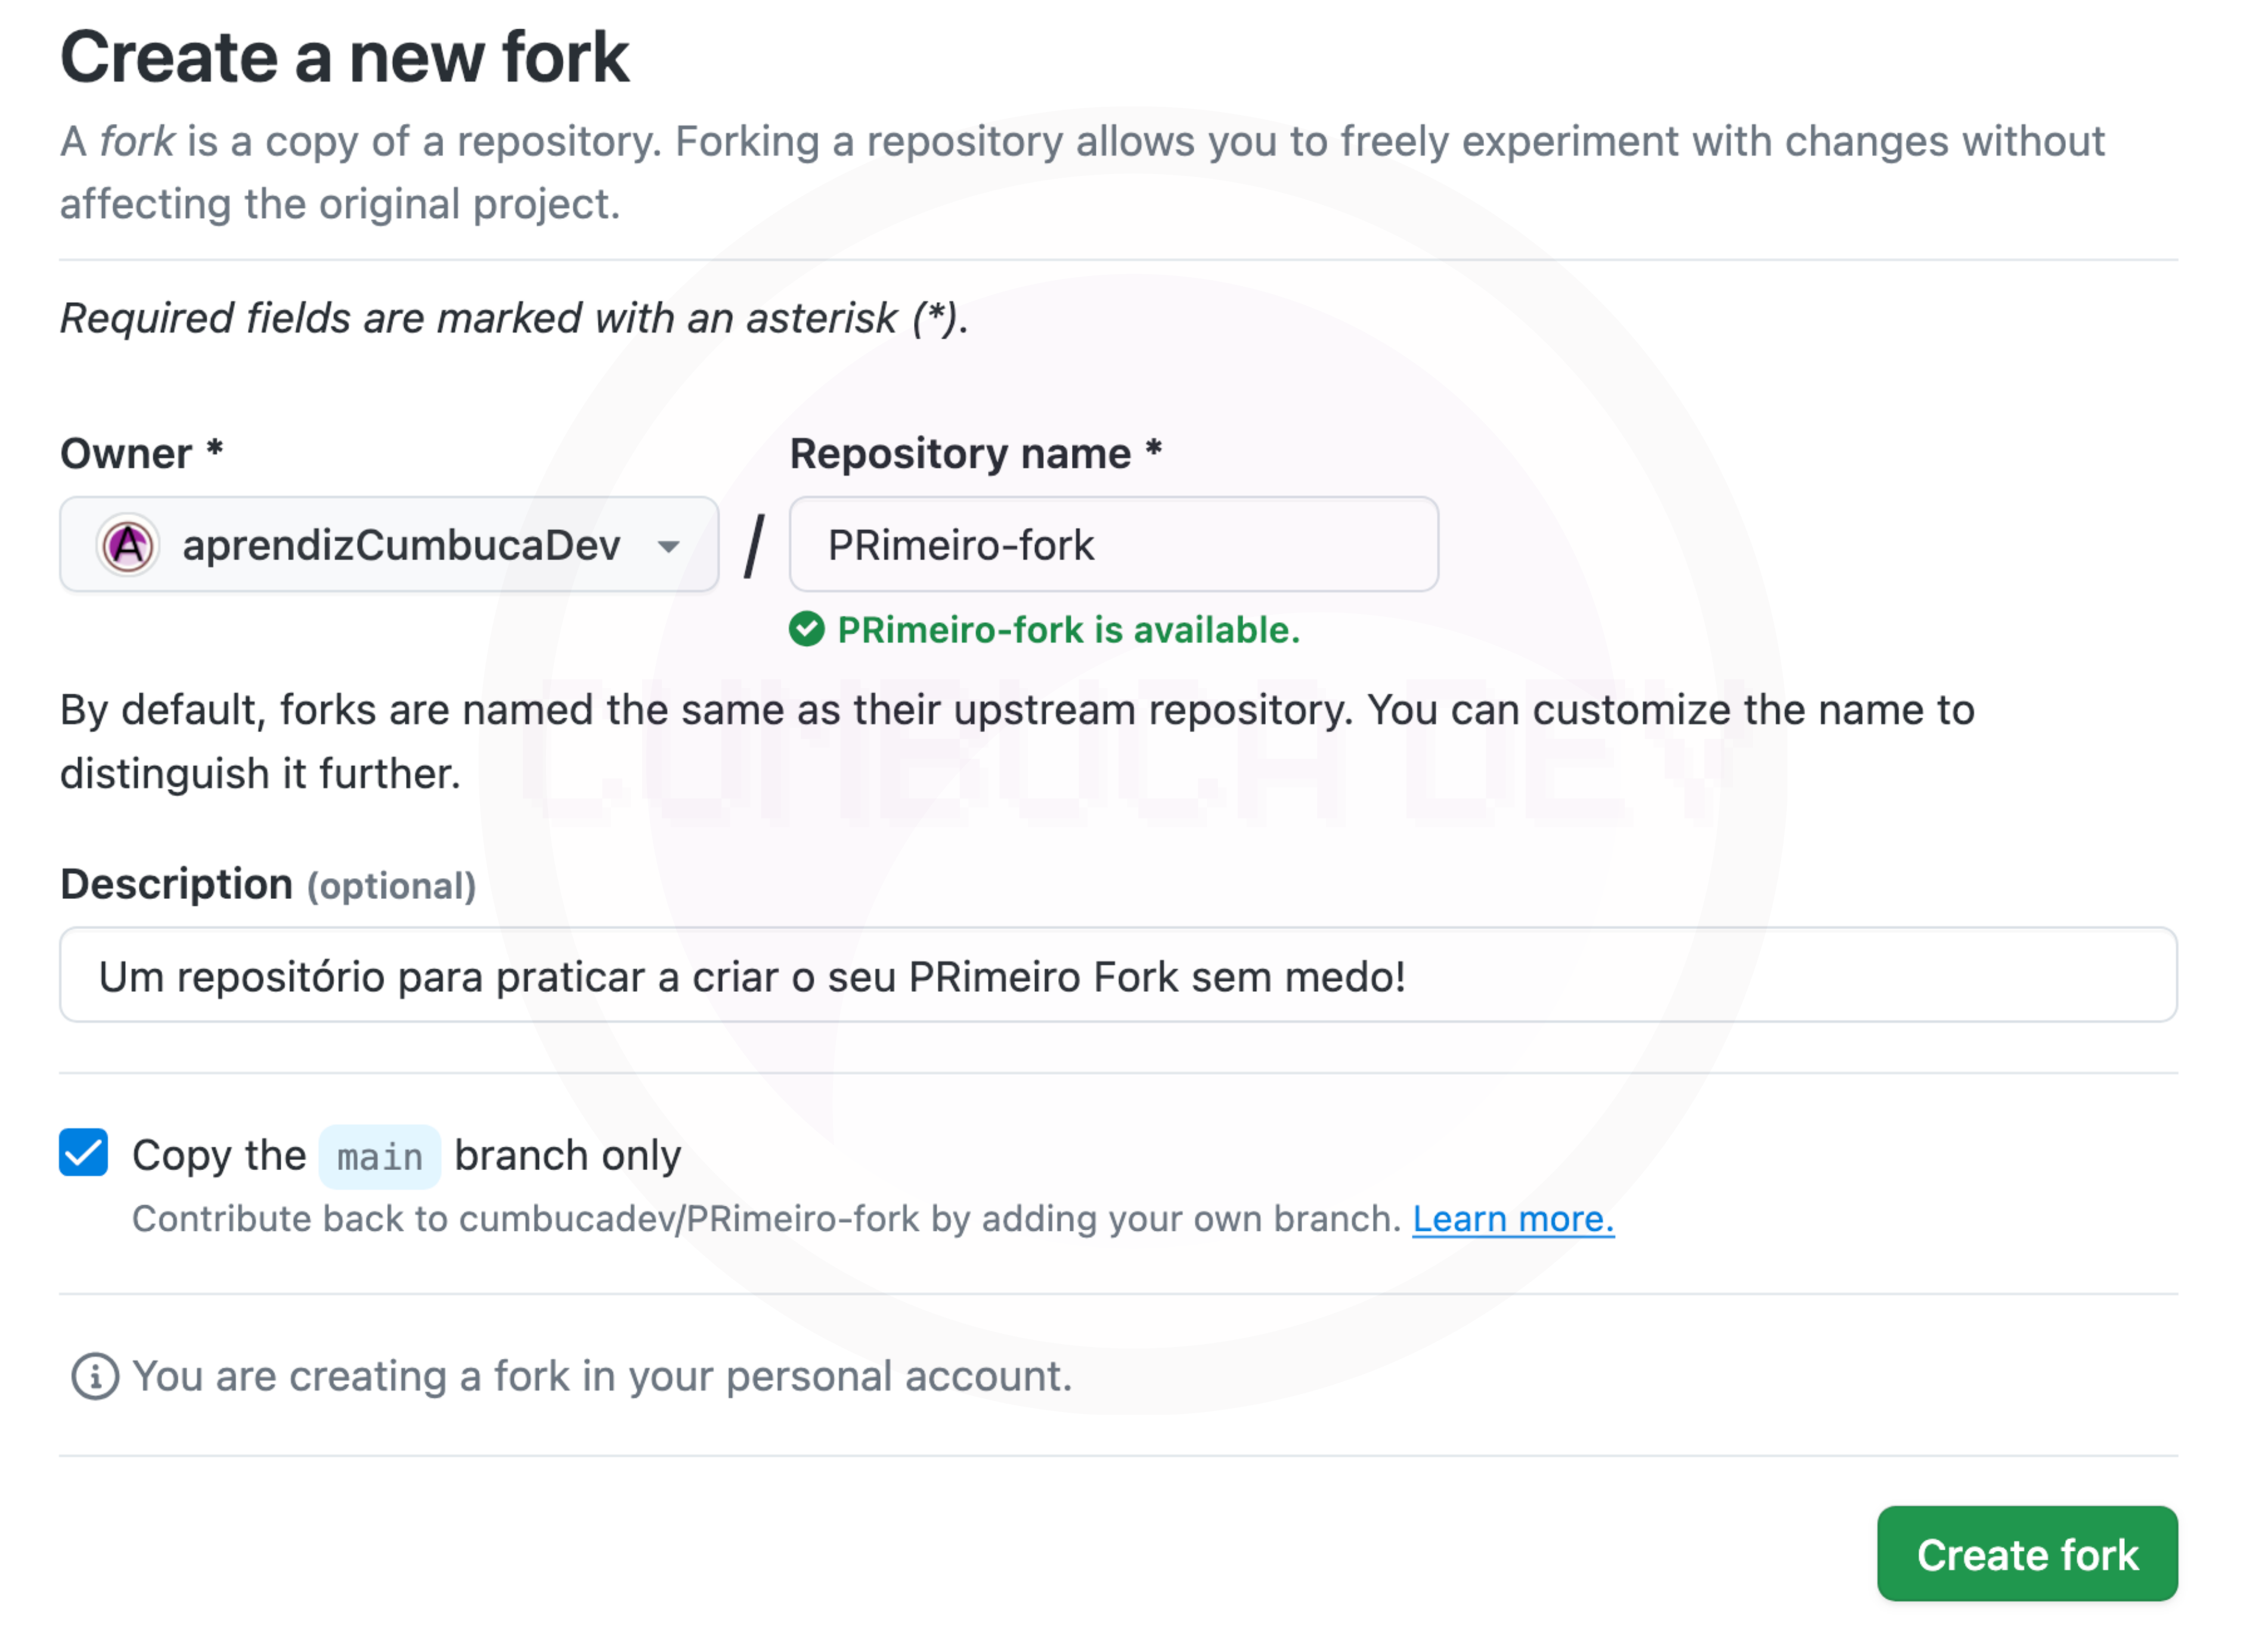 Create a new fork
A fork is a copy of a repository. Forking a repository allows you to freely experiment with changes without
affecting the original project.
Required fields are marked with an asterisk (*).
Owner *
Repository name *
A aprendizCumbucaDev / PRimeiro-fork
PRimeiro-fork is available.
By default, forks are named the same as their upstream repository. You can customize the name to
distinguish it further.
CUMBUCA DEV
Description (optional)
Um repositório para praticar a criar o seu PRimeiro Fork sem medo!
Copy the main branch only
Contribute back to cumbucadev/PRimeiro-fork by adding your own branch. Learn more.
You are creating a fork in your personal account.
Create fork